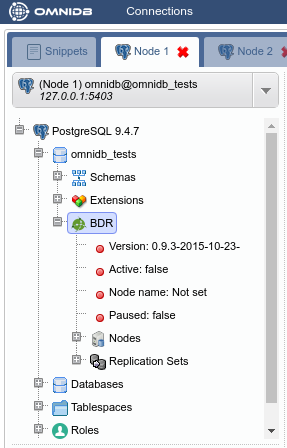 OMNIDB Connections
Snippets Node 1 Node 2
(Node 1) omnidb@omnidb_tests
127.0.0.1:5403
PostgreSQL 9.4.7
omnidb_tests
Schemas
Extensions
BDR
Version: 0.9.3-2015-10-23-
Active: false
Node name: Not set
Paused: false
Nodes
Replication Sets
Databases
Tablespaces
Roles